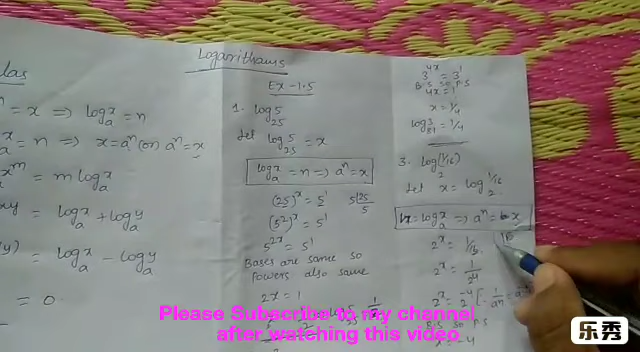 Logarithams
las
= x ⟹ log_a x = n
= n ⟹ x = a^n (or) a^n = x
x^m = m log_a x
xy = log_a x + log_a y
y) = log_a x - log_a y
= 0
Ex-1.5
1. log_25 5
let log_25 5 = x
log_a x = n ⟹ a^n = x
(25)^x = 5^1
(5^2)^x = 5^1
5^2x = 5^1
Bases are same so
powers also same
2x = 1
3^4x = 3^1
B.S so P.S
4x = 1
x = 1/4
log_81 3 = 1/4
3. log_2 (1/16)
let x = log_2 1/16
n = log_a x ⟹ a^n = x
2^x = 1/16
2^x = 1/2^4
2^x = 2^-4
B.S so P.S
x = -4
Please Subscribe to my channel
after watching this video
乐秀